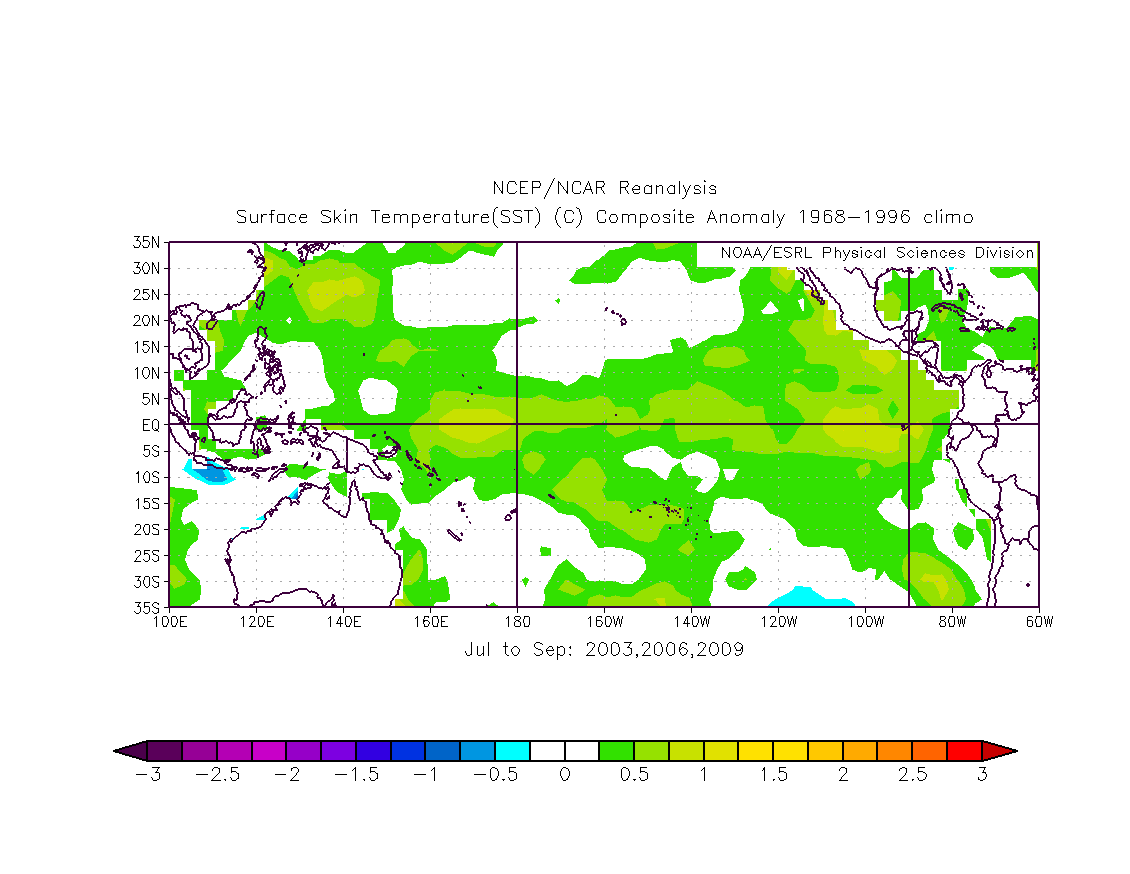 NCEP/NCAR Reanalysis
Surface Skin Temperature(SST) (C) Composite Anomaly 1968-1996 climo
NOAA/ESRL Physical Sciences Division
35N
30N
25N
20N
15N
10N
5N
EQ
5S
10S
15S
20S
25S
30S
35S
100E 120E 140E 160E 180 160W 140W 120W 100W 80W 60W
Jul to Sep: 2003,2006,2009
-3 -2.5 -2 -1.5 -1 -0.5 0 0.5 1 1.5 2 2.5 3